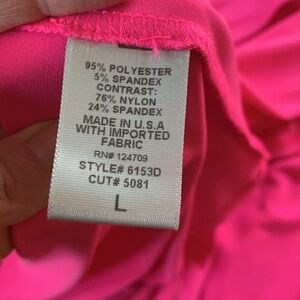 95% POLYESTER
5% SPANDEX
CONTRAST:
76% NYLON
24% SPANDEX
MADE IN U.S.A
WITH IMPORTED
FABRIC
RN# 124709
STYLE# 6153D
CUT# 5081
L